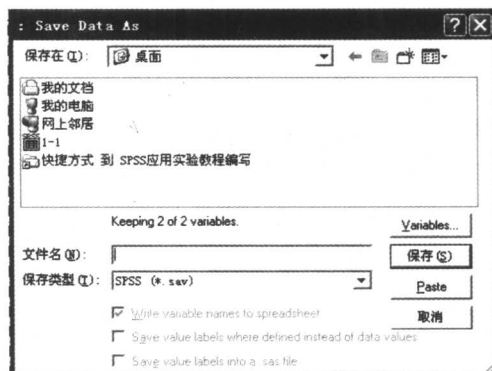 : Save Data As
保存在(I): 桌面
我的文档
我的电脑
网上邻居
1-1
快捷方式 到 SPSS应用实验教程编写
Keeping 2 of 2 variables.
Variables...
文件名(N):
保存(S)
保存类型(T): SPSS (*.sav)
Paste
取消
Write variable names to spreadsheet
Save value labels where defined instead of data values
Save value labels into a .sas file